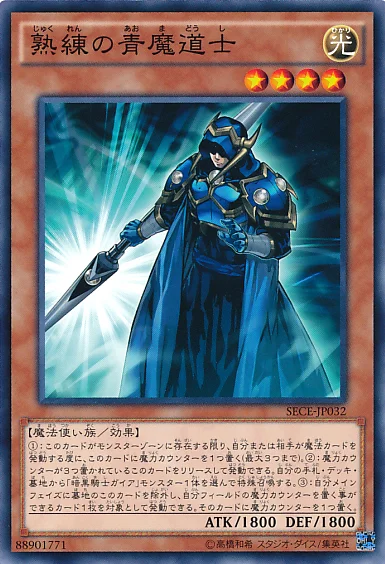 熟練の青魔道士
光
SECE-JP032
【魔法使い族/効果】
①:このカードがモンスターゾーンに存在する限り、自分または相手が魔法カードを
発動する度に、このカードに魔力カウンターを1つ置く(最大3つまで)。②:魔力カ
ウンターが3つ置かれているこのカードをリリースして発動できる。自分の手札・デッキ・
墓地から「暗黒騎士ガイア」モンスター1体を選んで特殊召喚する。③:自分メイン
フェイズに墓地のこのカードを除外し、自分フィールドの魔力カウンターを置く事が
できるカード1枚を対象として発動できる。そのカードに魔力カウンターを1つ置く。
ATK/1800 DEF/1800
88901771 ©高橋和希 スタジオ・ダイス/集英社